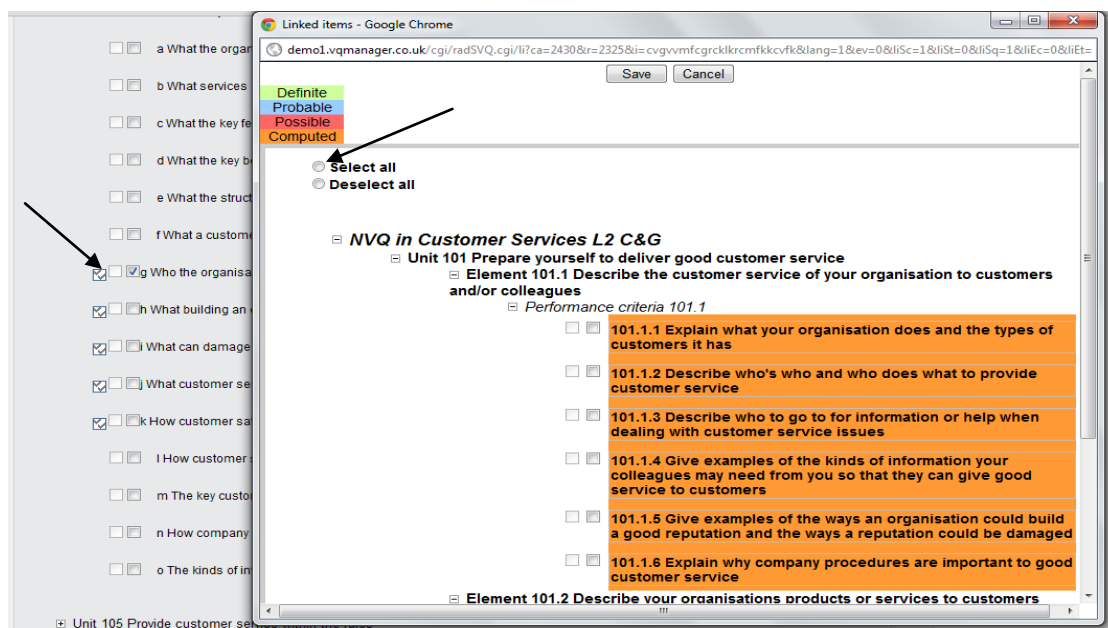 a What the organ
b What services
c What the key fe
d What the key b
e What the struct
f What a custome
g Who the organisa
h What building an
i What can damage
j What customer se
k How customer sa
l How customer
m The key custo
n How company
o The kinds of in
Unit 105 Provide customer service within the rules
Linked items - Google Chrome
demo1.vqmanager.co.uk/cgi/radSVQ.cgi/li?ca=2430&r=2325&i=cvgvvmfcgrcklkrcmfkkcvfk&lang=1&ev=0&liSc=1&liSt=0&liSq=1&liEc=0&liEt=
Save Cancel
Definite
Probable
Possible
Computed
Select all
Deselect all
NVQ in Customer Services L2 C&G
Unit 101 Prepare yourself to deliver good customer service
Element 101.1 Describe the customer service of your organisation to customers
and/or colleagues
Performance criteria 101.1
101.1.1 Explain what your organisation does and the types of
customers it has
101.1.2 Describe who's who and who does what to provide
customer service
101.1.3 Describe who to go to for information or help when
dealing with customer service issues
101.1.4 Give examples of the kinds of information your
colleagues may need from you so that they can give good
service to customers
101.1.5 Give examples of the ways an organisation could build
a good reputation and the ways a reputation could be damaged
101.1.6 Explain why company procedures are important to good
customer service
Element 101.2 Describe your organisations products or services to customers